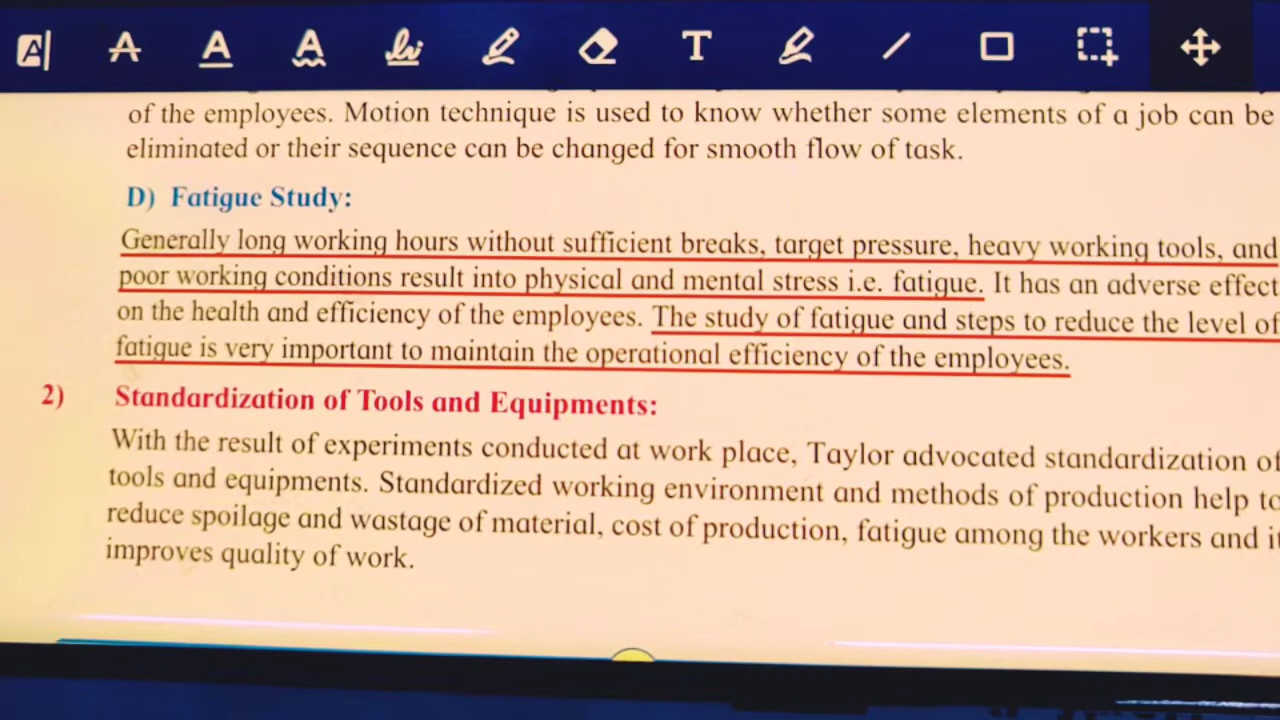 of the employees. Motion technique is used to know whether some elements of a job can be
eliminated or their sequence can be changed for smooth flow of task.
D) Fatigue Study:
Generally long working hours without sufficient breaks, target pressure, heavy working tools, and
poor working conditions result into physical and mental stress i.e. fatigue. It has an adverse effect
on the health and efficiency of the employees. The study of fatigue and steps to reduce the level of
fatigue is very important to maintain the operational efficiency of the employees.
2) Standardization of Tools and Equipments:
With the result of experiments conducted at work place, Taylor advocated standardization of
tools and equipments. Standardized working environment and methods of production help to
reduce spoilage and wastage of material, cost of production, fatigue among the workers and it
improves quality of work.